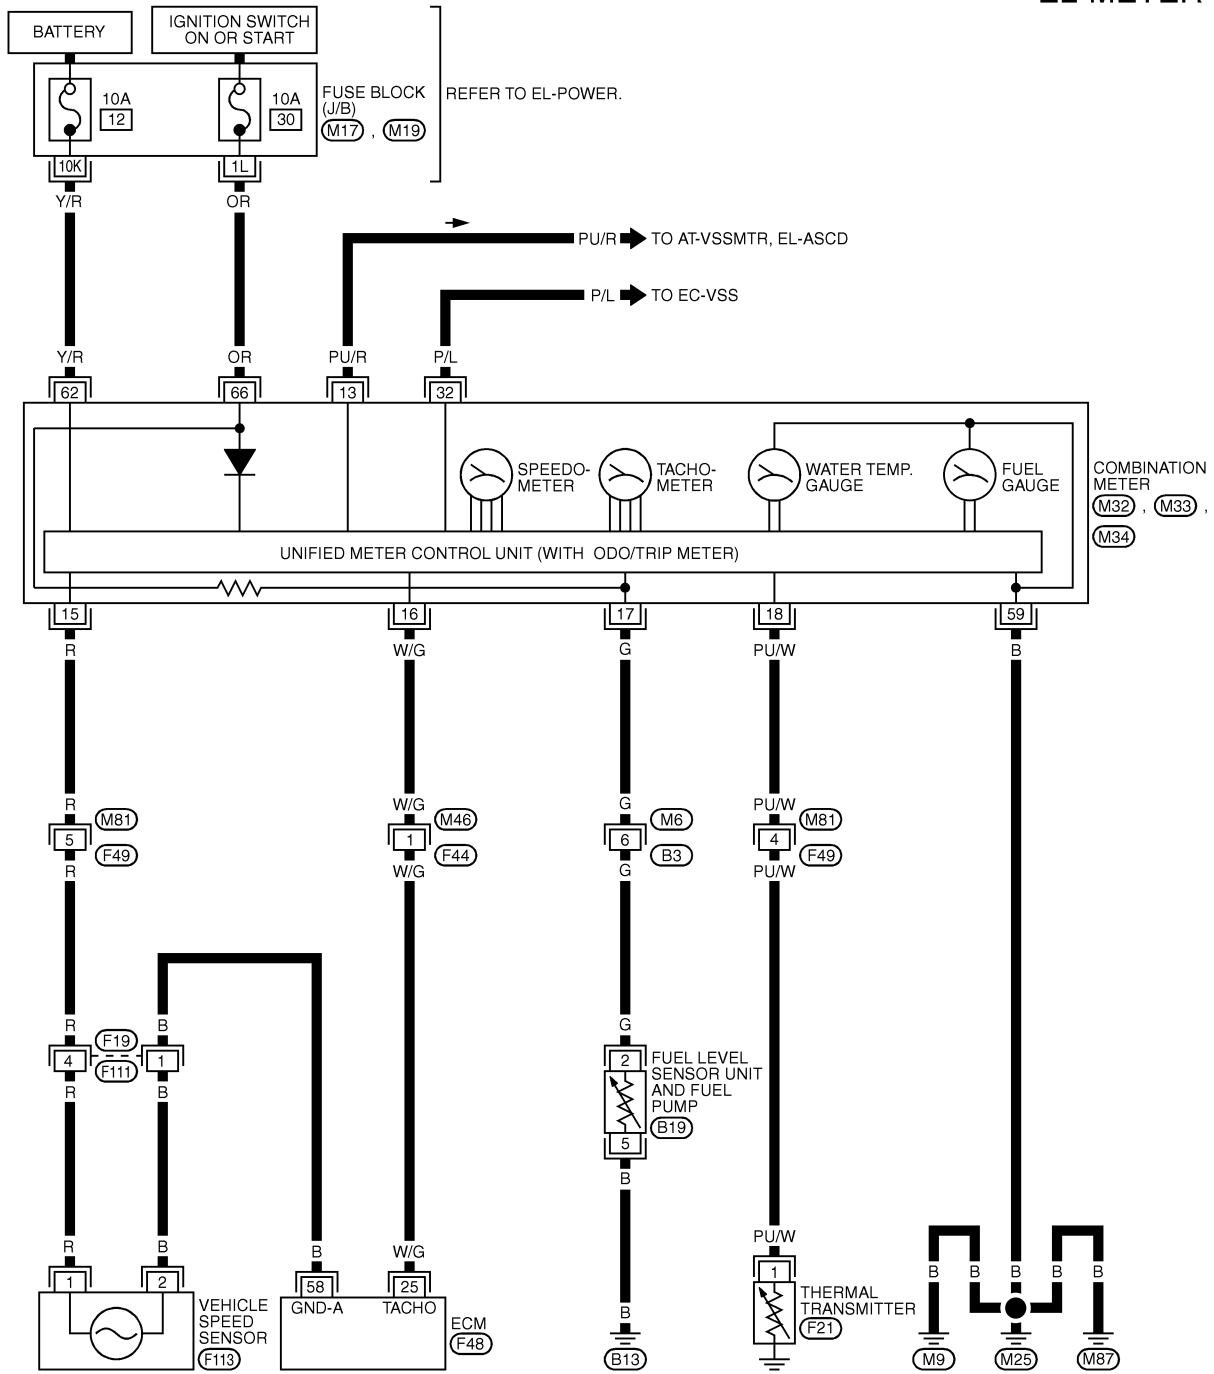 BATTERY
IGNITION SWITCH
ON OR START
10A
12
10A
30
FUSE BLOCK
(J/B)
M17 , M19
REFER TO EL-POWER.
10K
1L
Y/R
OR
PU/R
TO AT-VSSMTR, EL-ASCD
P/L
TO EC-VSS
Y/R
OR
PU/R
P/L
62
66
13
32
SPEEDO-
METER
TACHO-
METER
WATER TEMP.
GAUGE
FUEL
GAUGE
COMBINATION
METER
M32 , M33 ,
M34
UNIFIED METER CONTROL UNIT (WITH ODO/TRIP METER)
15
16
17
18
59
R
W/G
G
PU/W
B
R
W/G
G
PU/W
M81
M46
M6
M81
5
1
6
4
F49
F44
B3
F49
R
W/G
G
PU/W
R
B
G
F19
4
1
F111
R
B
2
FUEL LEVEL
SENSOR UNIT
AND FUEL
PUMP
B19
5
B
R
B
B
W/G
PU/W
B
B
B
B
B
1
2
58
25
1
GND-A
TACHO
VEHICLE
SPEED
SENSOR
F113
ECM
F48
B
B13
THERMAL
TRANSMITTER
F21
M9
M25
M87